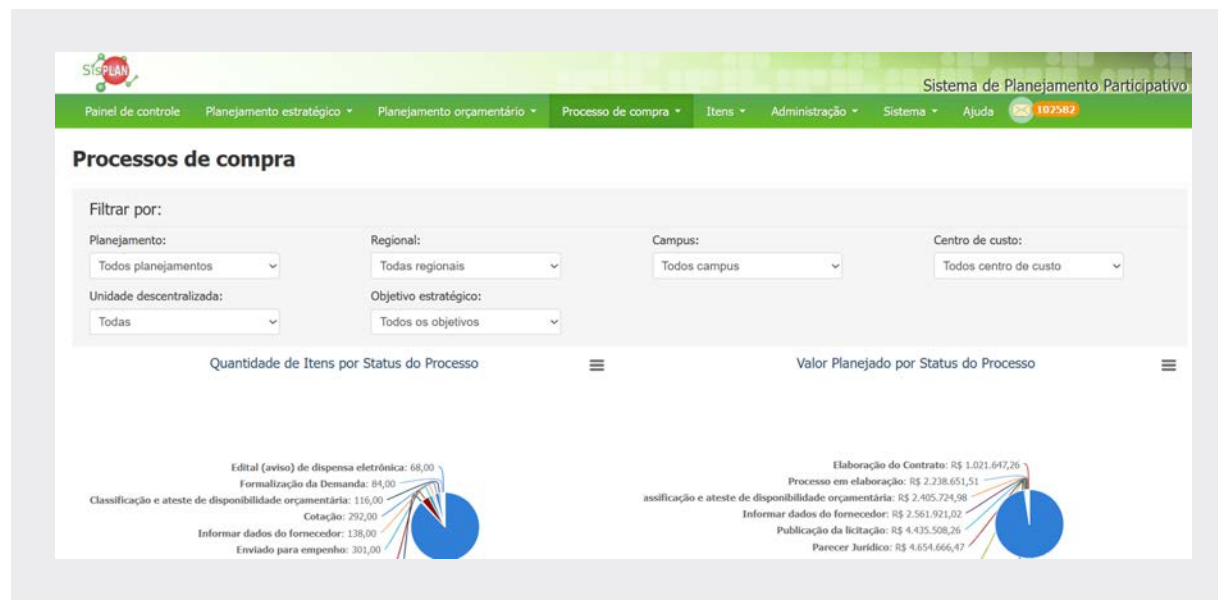 SisPLAN
Sistema de Planejamento Participativo
Painel de controle Planejamento estratégico Planejamento orçamentário Processo de compra Itens Administração Sistema Ajuda 102582
Processos de compra
Filtrar por:
Planejamento: Regional: Campus: Centro de custo:
Todos planejamentos Todas regionais Todos campus Todos centro de custo
Unidade descentralizada: Objetivo estratégico:
Todas Todos os objetivos
Quantidade de Itens por Status do Processo
Edital (aviso) de dispensa eletrônica: 68,00
Formalização da Demanda: 84,00
Classificação e ateste de disponibilidade orçamentária: 116,00
Cotação: 292,00
Informar dados do fornecedor: 138,00
Enviado para empenho: 301,00
Valor Planejado por Status do Processo
Elaboração do Contrato: R$ 1.021.647,26
Processo em elaboração: R$ 2.238.651,51
assificação e ateste de disponibilidade orçamentária: R$ 2.405.724,98
Informar dados do fornecedor: R$ 2.561.921,02
Publicação da licitação: R$ 4.435.508,26
Parecer Jurídico: R$ 4.654.666,47